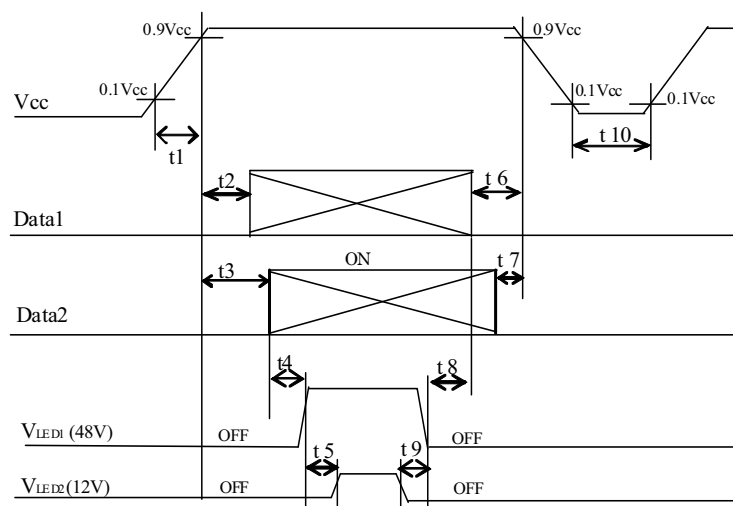 0.9Vcc
0.9Vcc
0.1Vcc
0.1Vcc
0.1Vcc
Vcc
t1
t 10
t2
t 6
Data1
ON
t3
t 7
Data2
t4
t 8
VLED1 (48V)
OFF
OFF
t 5
t 9
VLED2(12V)
OFF
OFF